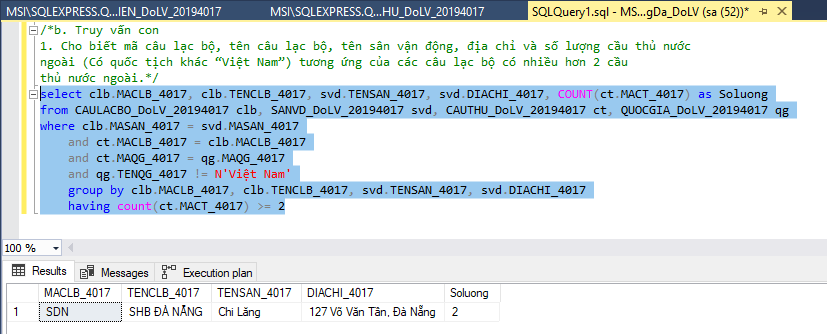 MSI\SQLEXPRESS.Q...IEN_DoLV_20194017 MSI\SQLEXPRESS.Q...HU_DoLV_20194017 SQLQuery1.sql - MS...gDa_DoLV (sa (52))*
/*b. Truy vấn con
1. Cho biết mã câu lạc bộ, tên câu lạc bộ, tên sân vận động, địa chỉ và số lượng cầu thủ nước
ngoài (Có quốc tịch khác “Việt Nam”) tương ứng của các câu lạc bộ có nhiều hơn 2 cầu
thủ nước ngoài.*/
select clb.MACLB_4017, clb.TENCLB_4017, svd.TENSAN_4017, svd.DIACHI_4017, COUNT(ct.MACT_4017) as Soluong
from CAULACBO_DoLV_20194017 clb, SANVD_DoLV_20194017 svd, CAUTHU_DoLV_20194017 ct, QUOCGIA_DoLV_20194017 qg
where clb.MASAN_4017 = svd.MASAN_4017
and ct.MACLB_4017 = clb.MACLB_4017
and ct.MAQG_4017 = qg.MAQG_4017
and qg.TENQG_4017 != N'Việt Nam'
group by clb.MACLB_4017, clb.TENCLB_4017, svd.TENSAN_4017, svd.DIACHI_4017
having count(ct.MACT_4017) >= 2
100 %
Results Messages Execution plan
MACLB_4017 TENCLB_4017 TENSAN_4017 DIACHI_4017 Soluong
1 SDN SHB ĐÀ NẴNG Chi Lăng 127 Võ Văn Tân, Đà Nẵng 2